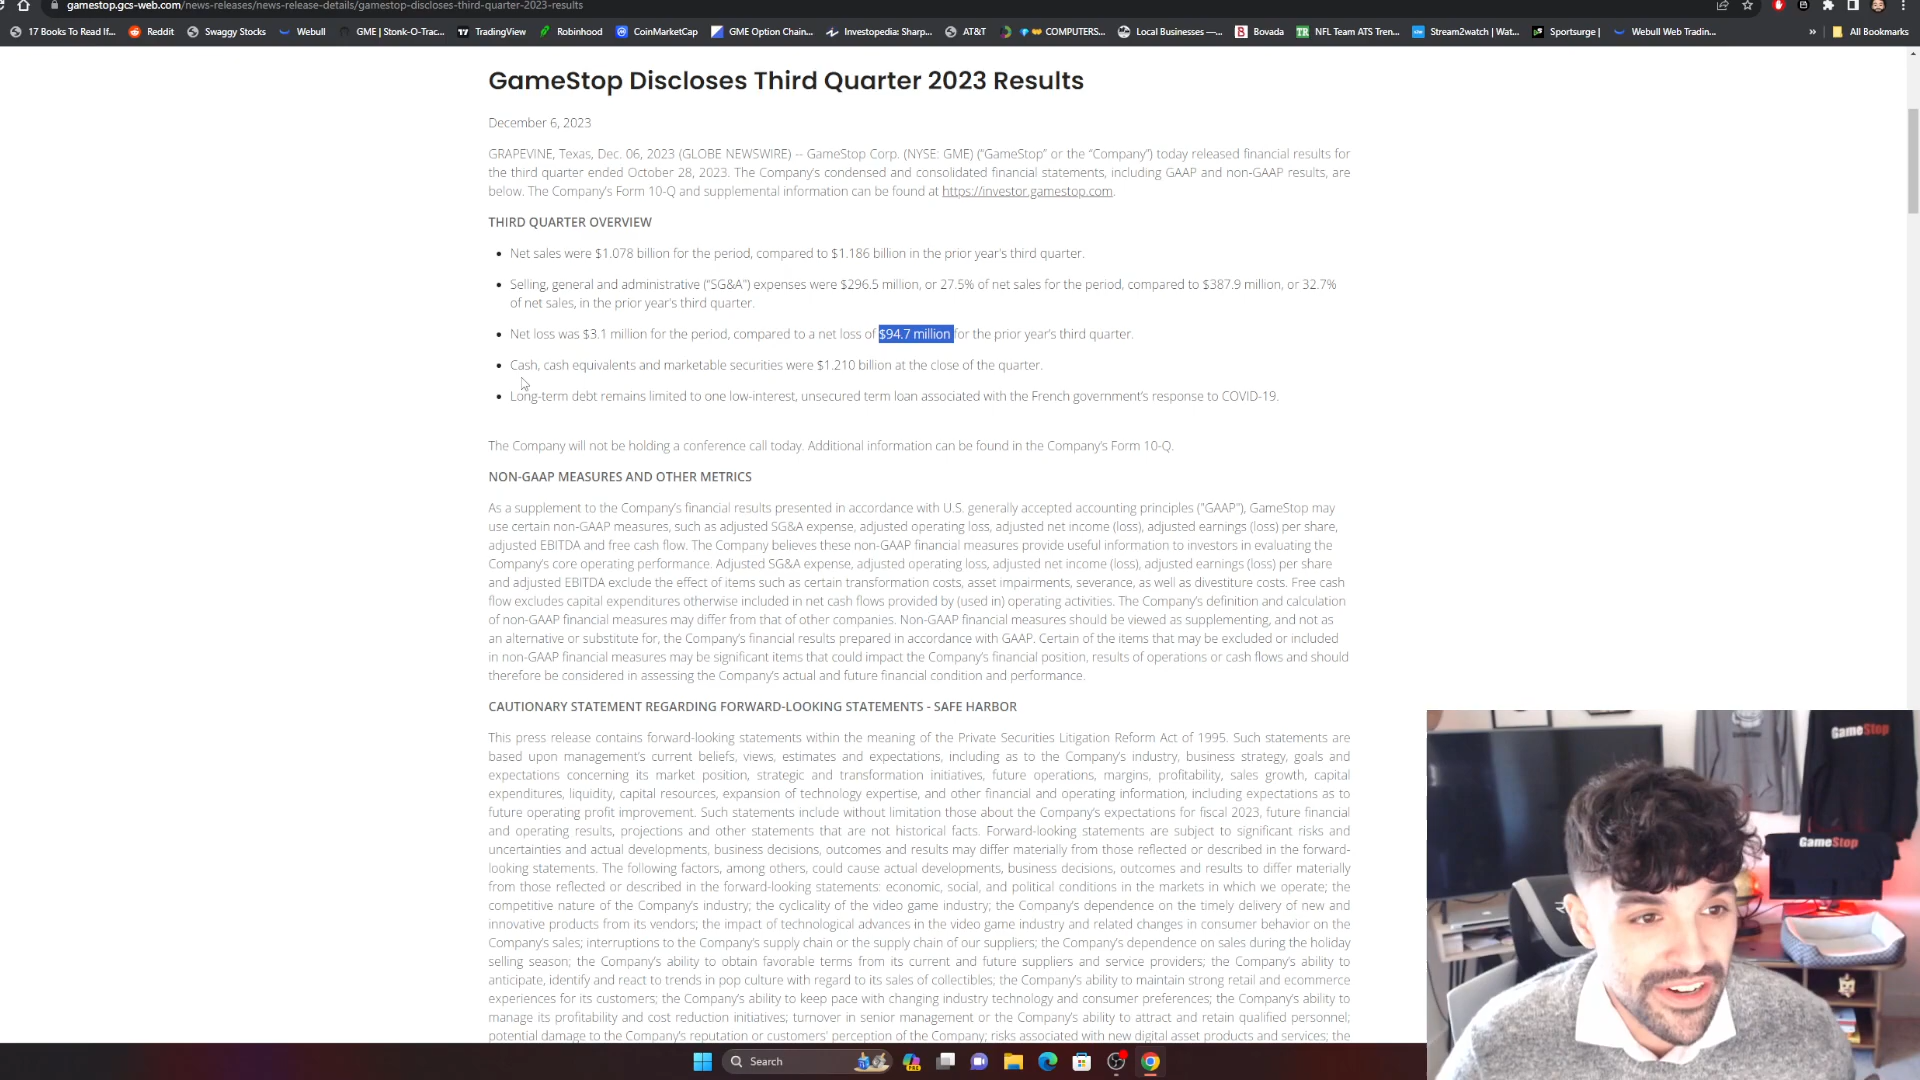 gamestop.gcs-web.com/news-releases/news-release-details/gamestop-discloses-third-quarter-2023-results
17 Books To Read If... Reddit Swaggy Stocks Webull GME | Stonk-O-Trac... TradingView Robinhood CoinMarketCap GME Option Chain... Investopedia: Sharp... AT&T COMPUTERS... Local Businesses —... Bovada NFL Team ATS Tren... Stream2watch | Wat... Sportsurge | Webull Web Tradin... » All Bookmarks
GameStop Discloses Third Quarter 2023 Results
December 6, 2023
GRAPEVINE, Texas, Dec. 06, 2023 (GLOBE NEWSWIRE) -- GameStop Corp. (NYSE: GME) ("GameStop" or the "Company") today released financial results for
the third quarter ended October 28, 2023. The Company's condensed and consolidated financial statements, including GAAP and non-GAAP results, are
below. The Company's Form 10-Q and supplemental information can be found at https://investor.gamestop.com.
THIRD QUARTER OVERVIEW
• Net sales were $1.078 billion for the period, compared to $1.186 billion in the prior year's third quarter.
• Selling, general and administrative ("SG&A") expenses were $296.5 million, or 27.5% of net sales for the period, compared to $387.9 million, or 32.7%
of net sales, in the prior year's third quarter.
• Net loss was $3.1 million for the period, compared to a net loss of $94.7 million for the prior year's third quarter.
• Cash, cash equivalents and marketable securities were $1.210 billion at the close of the quarter.
• Long-term debt remains limited to one low-interest, unsecured term loan associated with the French government's response to COVID-19.
The Company will not be holding a conference call today. Additional information can be found in the Company's Form 10-Q.
NON-GAAP MEASURES AND OTHER METRICS
As a supplement to the Company's financial results presented in accordance with U.S. generally accepted accounting principles ("GAAP"), GameStop may
use certain non-GAAP measures, such as adjusted SG&A expense, adjusted operating loss, adjusted net income (loss), adjusted earnings (loss) per share,
adjusted EBITDA and free cash flow. The Company believes these non-GAAP financial measures provide useful information to investors in evaluating the
Company's core operating performance. Adjusted SG&A expense, adjusted operating loss, adjusted net income (loss), adjusted earnings (loss) per share
and adjusted EBITDA exclude the effect of items such as certain transformation costs, asset impairments, severance, as well as divestiture costs. Free cash
flow excludes capital expenditures otherwise included in net cash flows provided by (used in) operating activities. The Company's definition and calculation
of non-GAAP financial measures may differ from that of other companies. Non-GAAP financial measures should be viewed as supplementing, and not as
an alternative or substitute for, the Company's financial results prepared in accordance with GAAP. Certain of the items that may be excluded or included
in non-GAAP financial measures may be significant items that could impact the Company's financial position, results of operations or cash flows and should
therefore be considered in assessing the Company's actual and future financial condition and performance.
CAUTIONARY STATEMENT REGARDING FORWARD-LOOKING STATEMENTS - SAFE HARBOR
This press release contains forward-looking statements within the meaning of the Private Securities Litigation Reform Act of 1995. Such statements are
based upon management's current beliefs, views, estimates and expectations, including as to the Company's industry, business strategy, goals and
expectations concerning its market position, strategic and transformation initiatives, future operations, margins, profitability, sales growth, capital
expenditures, liquidity, capital resources, expansion of technology expertise, and other financial and operating information, including expectations as to
future operating profit improvement. Such statements include without limitation those about the Company's expectations for fiscal 2023, future financial
and operating results, projections and other statements that are not historical facts. Forward-looking statements are subject to significant risks and
uncertainties and actual developments, business decisions, outcomes and results may differ materially from those reflected or described in the forward-
looking statements. The following factors, among others, could cause actual developments, business decisions, outcomes and results to differ materially
from those reflected or described in the forward-looking statements: economic, social, and political conditions in the markets in which we operate; the
competitive nature of the Company's industry; the cyclicality of the video game industry; the Company's dependence on the timely delivery of new and
innovative products from its vendors; the impact of technological advances in the video game industry and related changes in consumer behavior on the
Company's sales; interruptions to the Company's supply chain or the supply chain of our suppliers; the Company's dependence on sales during the holiday
selling season; the Company's ability to obtain favorable terms from its current and future suppliers and service providers; the Company's ability to
anticipate, identify and react to trends in pop culture with regard to its sales of collectibles; the Company's ability to maintain strong retail and ecommerce
experiences for its customers; the Company's ability to keep pace with changing industry technology and consumer preferences; the Company's ability to
manage its profitability and cost reduction initiatives; turnover in senior management or the Company's ability to attract and retain qualified personnel;
potential damage to the Company's reputation or customers' perception of the Company; risks associated with new digital asset products and services; the
GameStop
GameStop
Search